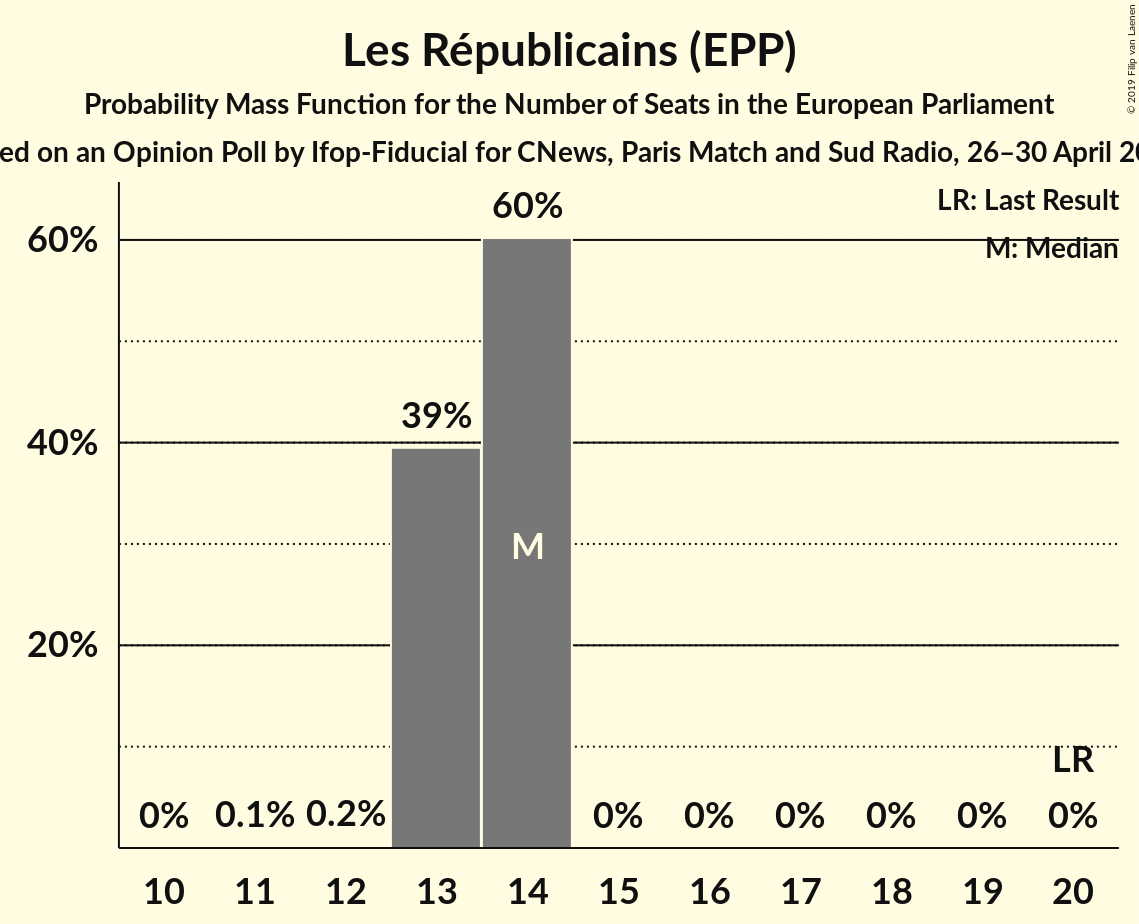 Les Républicains (EPP)
Probability Mass Function for the Number of Seats in the European Parliament
on an Opinion Poll by Ifop-Fiducial for CNews, Paris Match and Sud Radio, 26–30 April
© 2019 Filip van Laenen
LR: Last Result
M: Median
60%
40%
20%
0% 0.1% 0.2% 39% 60% 0% 0% 0% 0% 0% 0%
M
LR
10 11 12 13 14 15 16 17 18 19 20